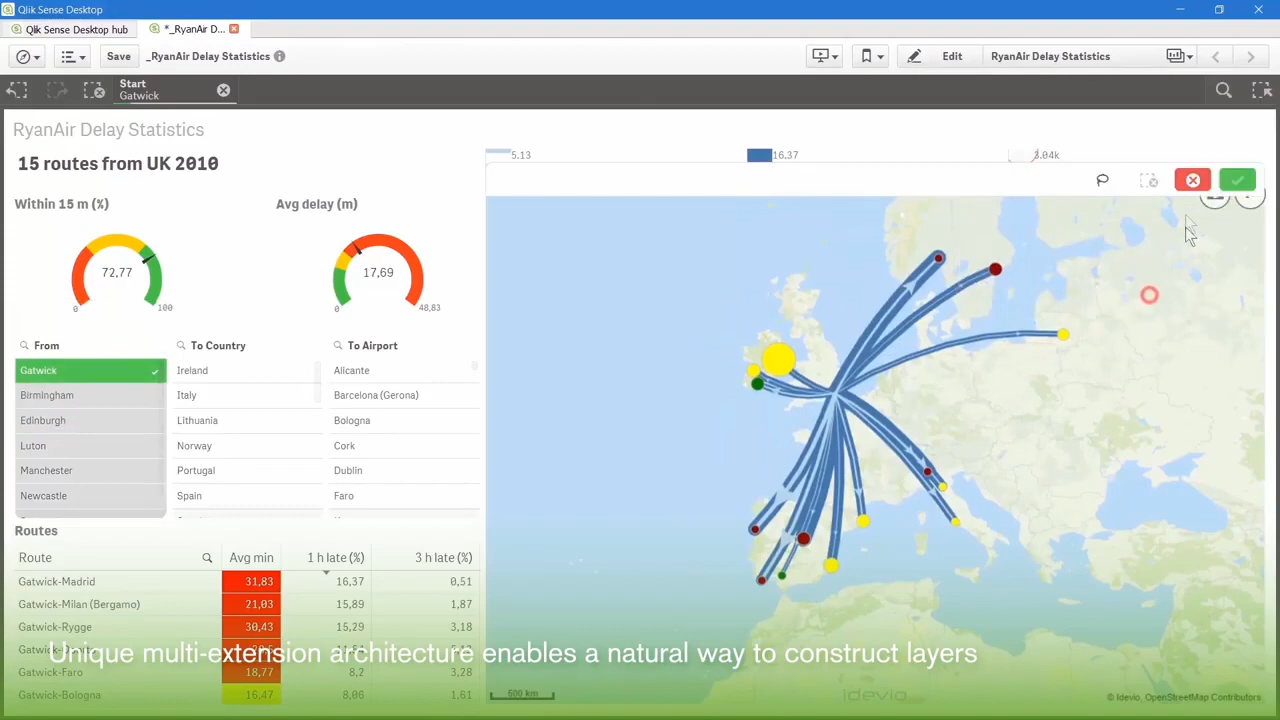 Qlik Sense Desktop
Qlik Sense Desktop hub
*_RyanAir D...
Save
_RyanAir Delay Statistics
Edit
RyanAir Delay Statistics
Start
Gatwick
RyanAir Delay Statistics
15 routes from UK 2010
5.13
16.37
3.04k
Within 15 m (%)
Avg delay (m)
72,77
0
100
17,69
0
48,83
From
To Country
To Airport
Gatwick
Ireland
Alicante
Birmingham
Italy
Barcelona (Gerona)
Edinburgh
Lithuania
Bologna
Luton
Norway
Cork
Manchester
Portugal
Dublin
Newcastle
Spain
Faro
Routes
Route
Avg min
1 h late (%)
3 h late (%)
Gatwick-Madrid
31,83
16,37
0,51
Gatwick-Milan (Bergamo)
21,03
15,89
1,87
Gatwick-Rygge
30,43
15,29
3,18
Unique multi-extension architecture enables a natural way to construct layers
Gatwick-Faro
18,77
8,2
3,28
Gatwick-Bologna
16,47
8,06
1,61
500 km
idevio
© Idevio, OpenStreetMap Contributors